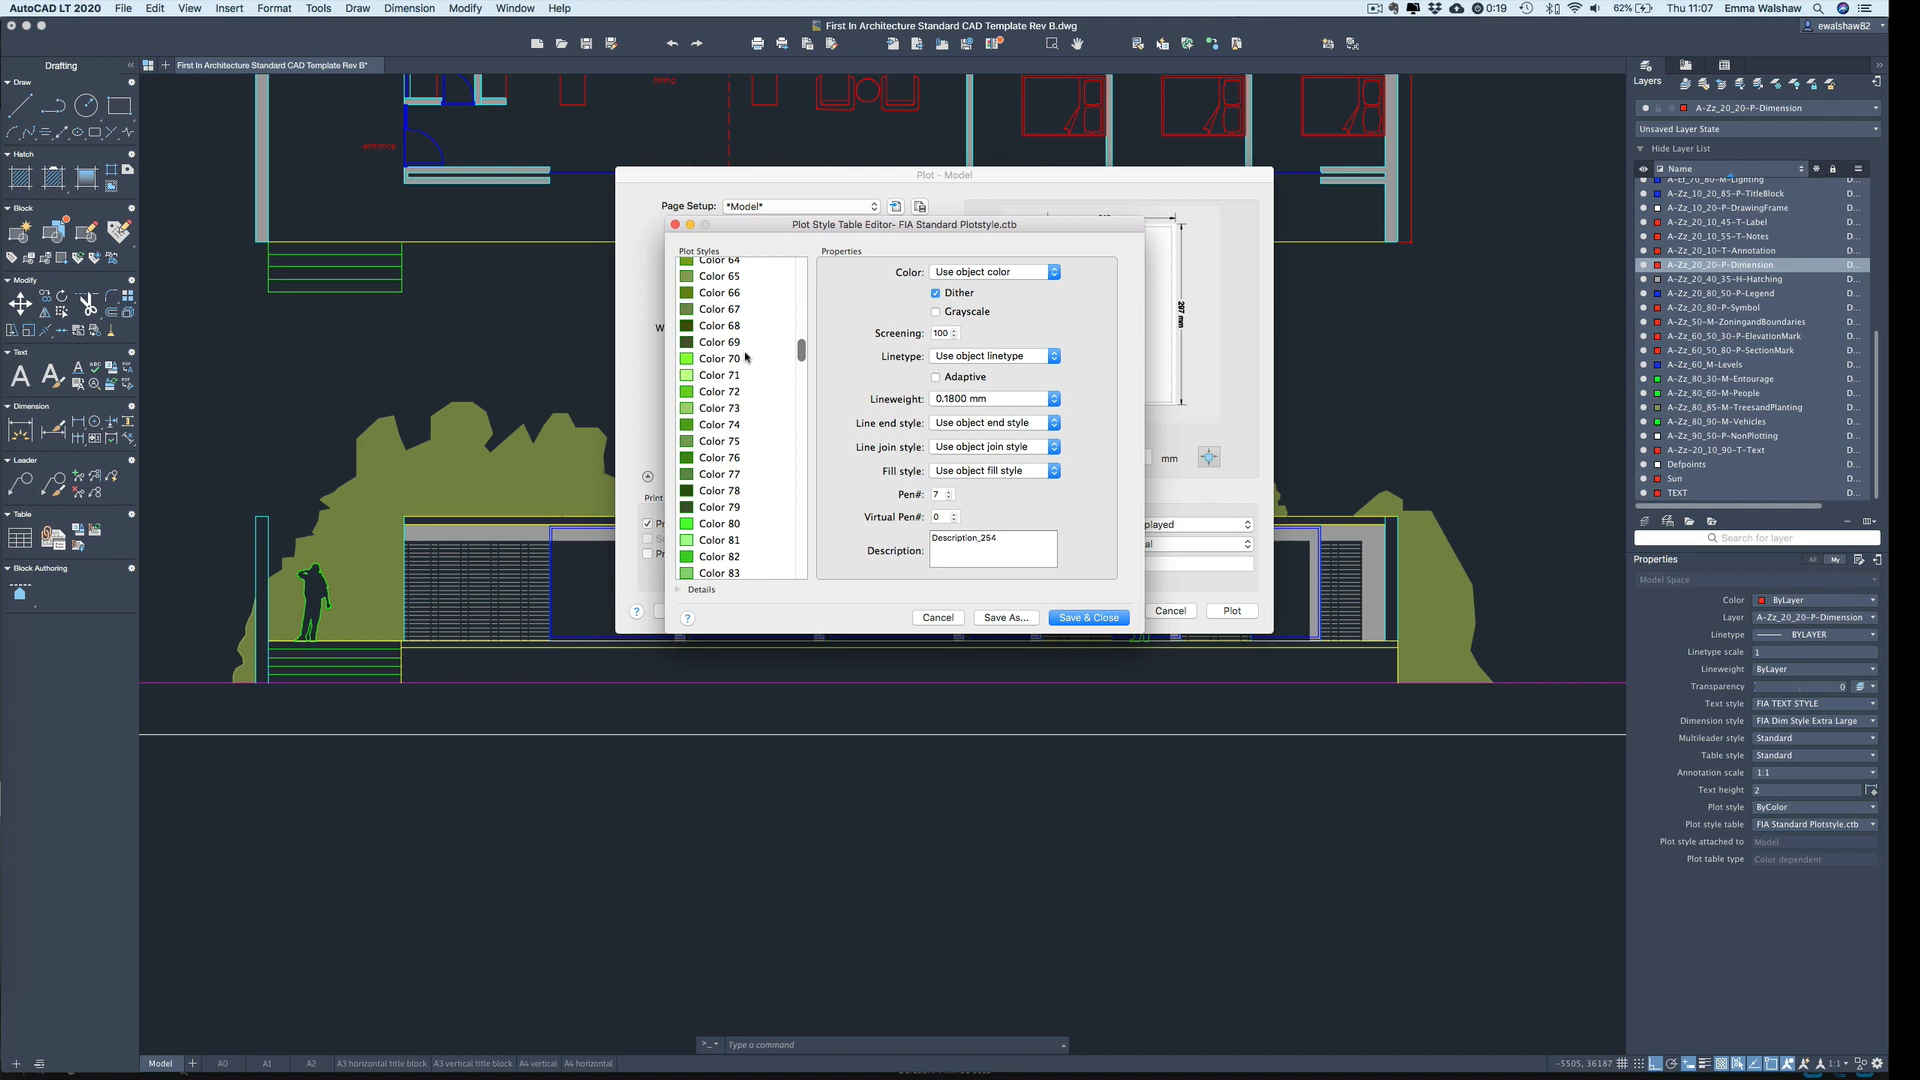 AutoCAD LT 2020 File Edit View Insert Format Tools Draw Dimension Modify Window Help
0:19 62% Thu 11:07 Emma Walshaw
First In Architecture Standard CAD Template Rev B.dwg
ewalshaw82
Drafting
First In Architecture Standard CAD Template Rev B*
Draw
Hatch
Block
Modify
Text
Dimension
Leader
Table
Block Authoring
dining
entrance
Plot - Model
Page Setup: *Model*
Plot Style Table Editor- FIA Standard Plotstyle.ctb
Plot Styles
Color 64
Color 65
Color 66
Color 67
Color 68
Color 69
Color 70
Color 71
Color 72
Color 73
Color 74
Color 75
Color 76
Color 77
Color 78
Color 79
Color 80
Color 81
Color 82
Color 83
Details
Properties
Color: Use object color
Dither
Grayscale
Screening: 100
Linetype: Use object linetype
Adaptive
Lineweight: 0.1800 mm
Line end style: Use object end style
Line join style: Use object join style
Fill style: Use object fill style
Pen#: 7
Virtual Pen#: 0
Description: Description_254
Cancel Save As... Save & Close
297 mm
mm
Print
played
al
Cancel Plot
Layers
A-Zz_20_20-P-Dimension
Unsaved Layer State
Hide Layer List
Name
A-Ef_70_80-M-Lighting D...
A-Zz_10_20_85-P-TitleBlock D...
A-Zz_10_20-P-DrawingFrame D...
A-Zz_20_10_45-T-Label D...
A-Zz_20_10_55-T-Notes D...
A-Zz_20_10-T-Annotation D...
A-Zz_20_20-P-Dimension D...
A-Zz_20_40_35-H-Hatching D...
A-Zz_20_80_50-P-Legend D...
A-Zz_20_80-P-Symbol D...
A-Zz_50-M-ZoningandBoundaries D...
A-Zz_60_50_30-P-ElevationMark D...
A-Zz_60_50_80-P-SectionMark D...
A-Zz_60_M-Levels D...
A-Zz_80_30-M-Entourage D...
A-Zz_80_60-M-People D...
A-Zz_80_85-M-TreesandPlanting D...
A-Zz_80_90-M-Vehicles D...
A-Zz_90_50-P-NonPlotting D...
A-Zz-20_10_90-T-Text D...
Defpoints D...
Sun D...
TEXT D...
Search for layer
Properties All My
Model Space
Color ByLayer
Layer A-Zz_20_20-P-Dimension
Linetype BYLAYER
Linetype scale 1
Lineweight ByLayer
Transparency 0
Text style FIA TEXT STYLE
Dimension style FIA Dim Style Extra Large
Multileader style Standard
Table style Standard
Annotation scale 1:1
Text height 2
Plot style ByColor
Plot style table FIA Standard Plotstyle.ctb
Plot style attached to Model
Plot table type Color dependent
>_ Type a command
Model A0 A1 A2 A3 horizontal title block A3 vertical title block A4 vertical A4 horizontal
-5505, 36187 1:1